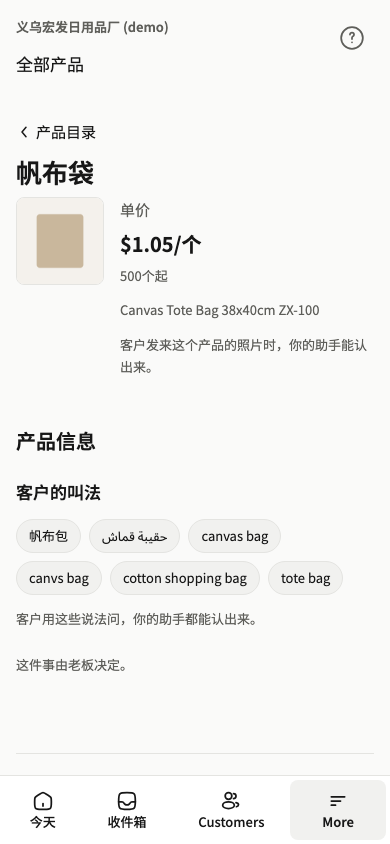 义乌宏发日用品厂 (demo)
全部产品
产品目录
帆布袋
单价
$1.05/个
500个起
Canvas Tote Bag 38x40cm ZX-100
客户发来这个产品的照片时，你的助手能认
出来。
产品信息
客户的叫法
帆布包 حقيبة قماش canvas bag
canvs bag cotton shopping bag tote bag
客户用这些说法问，你的助手都能认出来。
这件事由老板决定。
今天 收件箱 Customers More